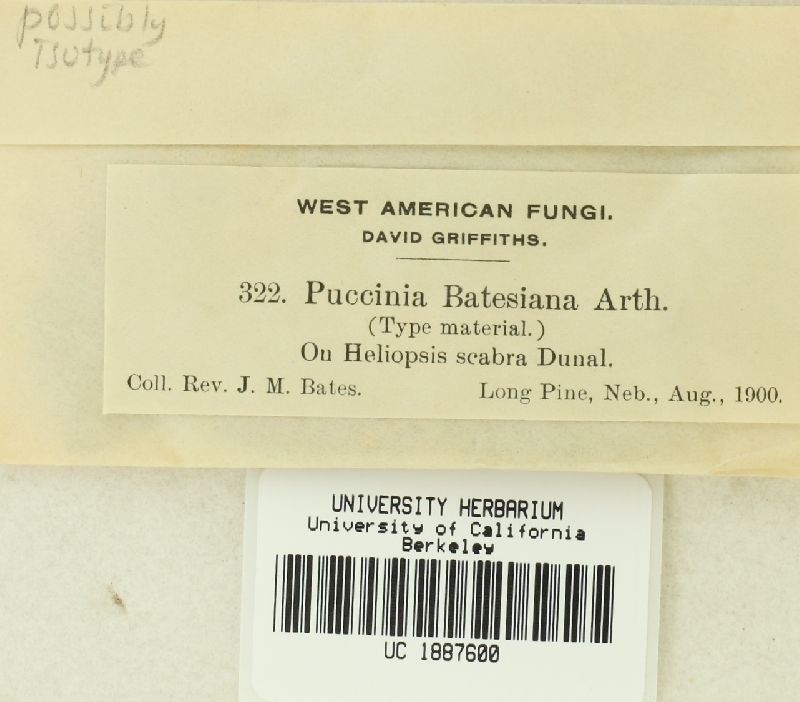 possibly
Isotype
WEST AMERICAN FUNGI.
DAVID GRIFFITHS.
322. Puccinia Batesiana Arth.
(Type material.)
On Heliopsis scabra Dunal.
Coll. Rev. J. M. Bates. Long Pine, Neb., Aug., 1900.
UNIVERSITY HERBARIUM
University of California
Berkeley
UC 1887600